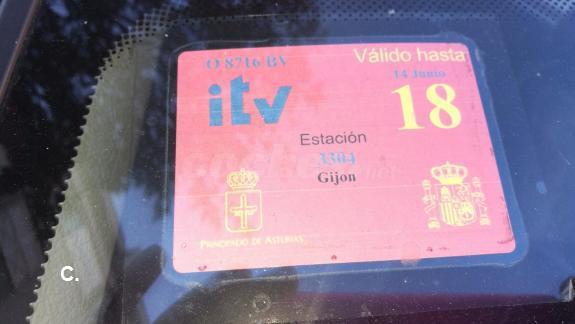 O 8716 BV Válido hasta
14 Junio
itv 18
Estación
3304
Gijon
PRINCIPADO DE ASTURIAS
C.